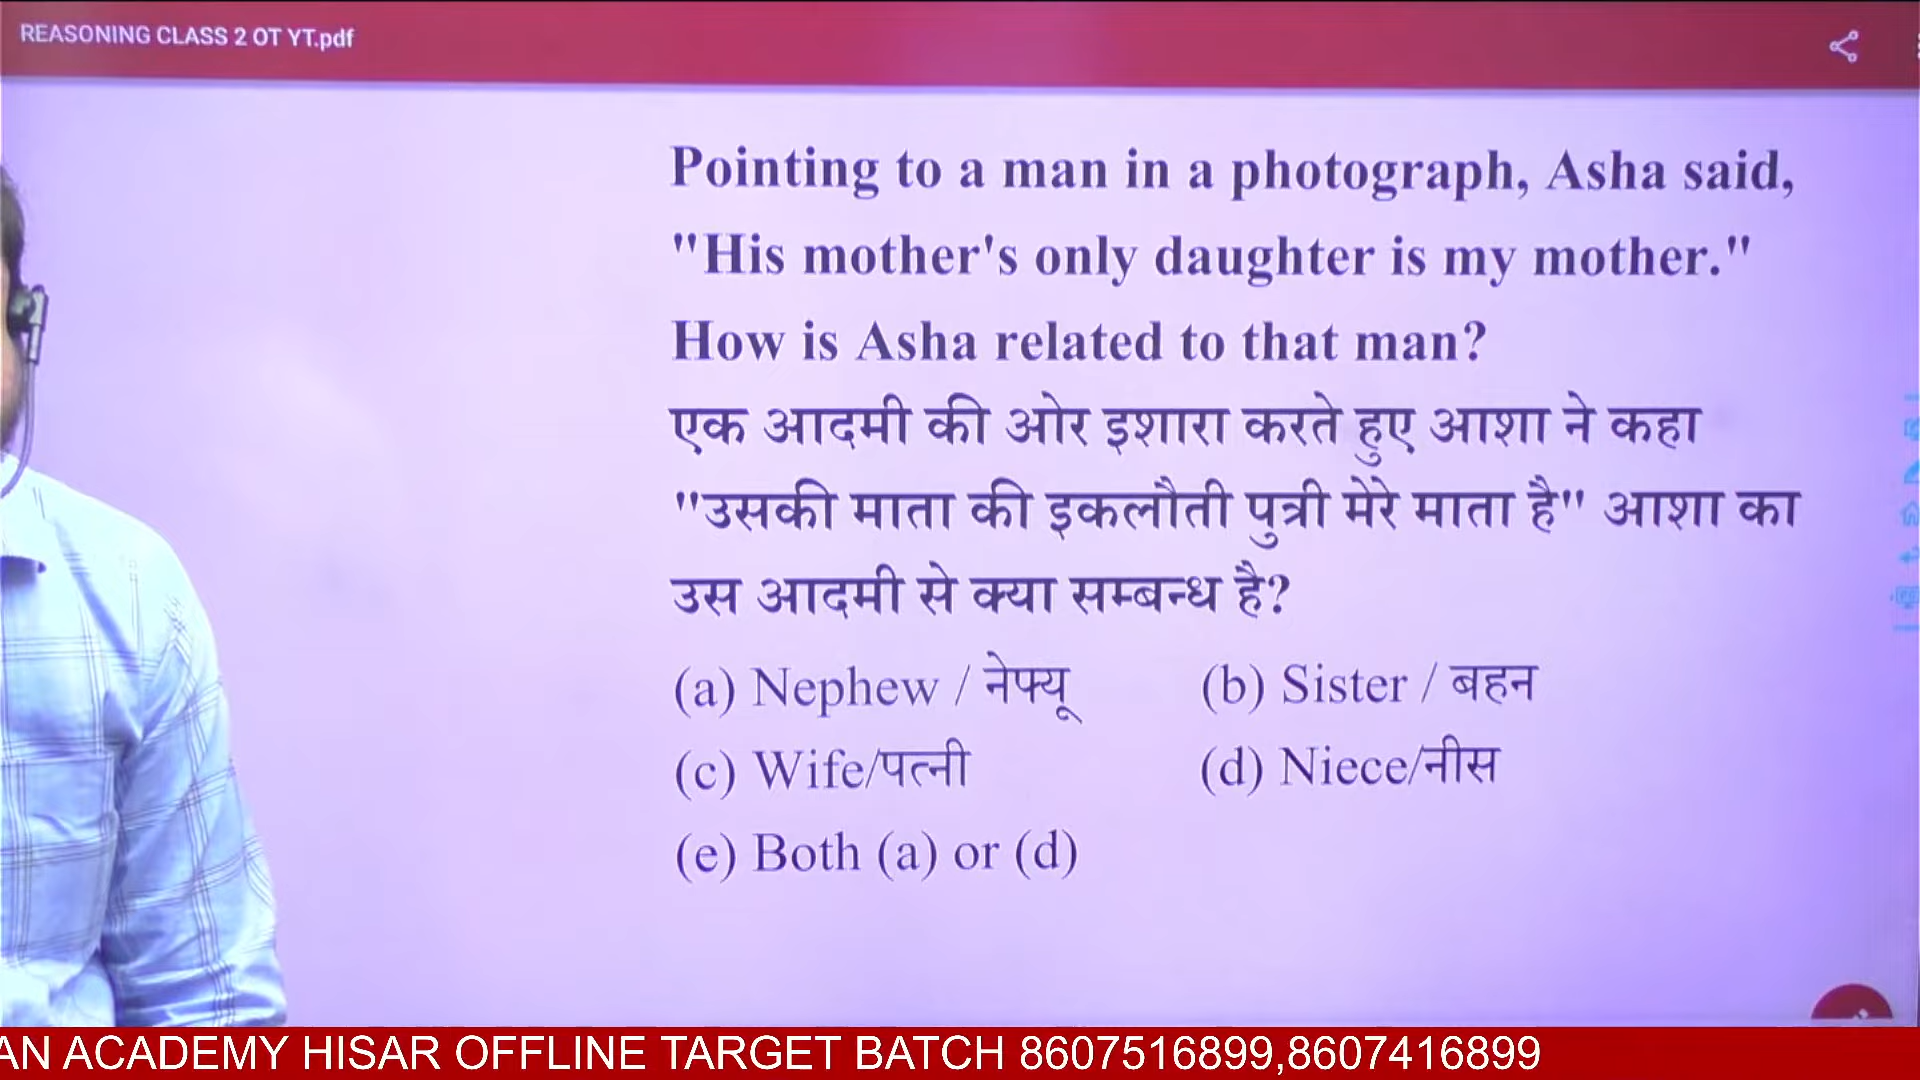 REASONING CLASS 2 OT YT.pdf
Pointing to a man in a photograph, Asha said,
"His mother's only daughter is my mother."
How is Asha related to that man?
एक आदमी की ओर इशारा करते हुए आशा ने कहा
"उसकी माता की इकलौती पुत्री मेरे माता है" आशा का
उस आदमी से क्या सम्बन्ध है?
(a) Nephew / नेफ्यू (b) Sister / बहन
(c) Wife/पत्नी (d) Niece/नीस
(e) Both (a) or (d)
AN ACADEMY HISAR OFFLINE TARGET BATCH 8607516899,8607416899